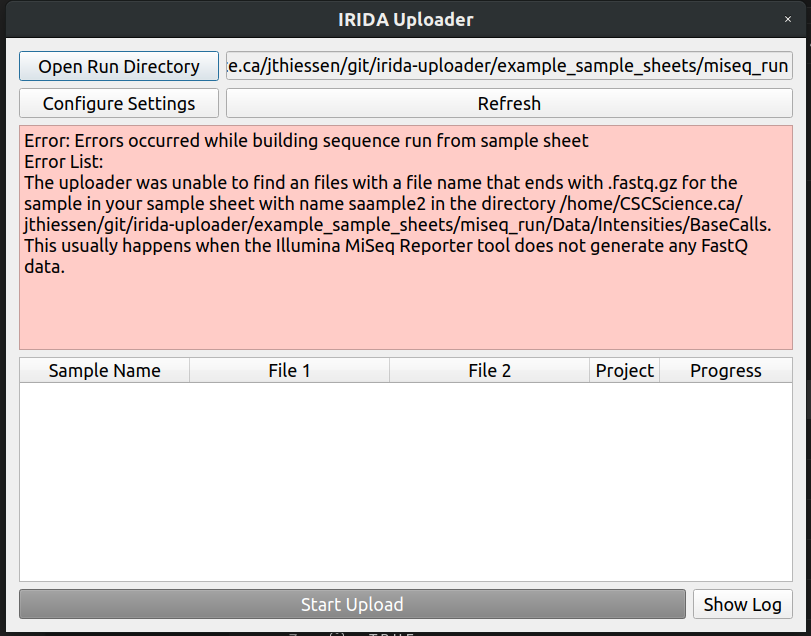 IRIDA Uploader
×
Open Run Directory
:e.ca/jthiessen/git/irida-uploader/example_sample_sheets/miseq_run
Configure Settings
Refresh
Error: Errors occurred while building sequence run from sample sheet
Error List:
The uploader was unable to find an files with a file name that ends with .fastq.gz for the
sample in your sample sheet with name saample2 in the directory /home/CSCScience.ca/
jthiessen/git/irida-uploader/example_sample_sheets/miseq_run/Data/Intensities/BaseCalls.
This usually happens when the Illumina MiSeq Reporter tool does not generate any FastQ
data.
Sample Name File 1 File 2 Project Progress
Start Upload
Show Log